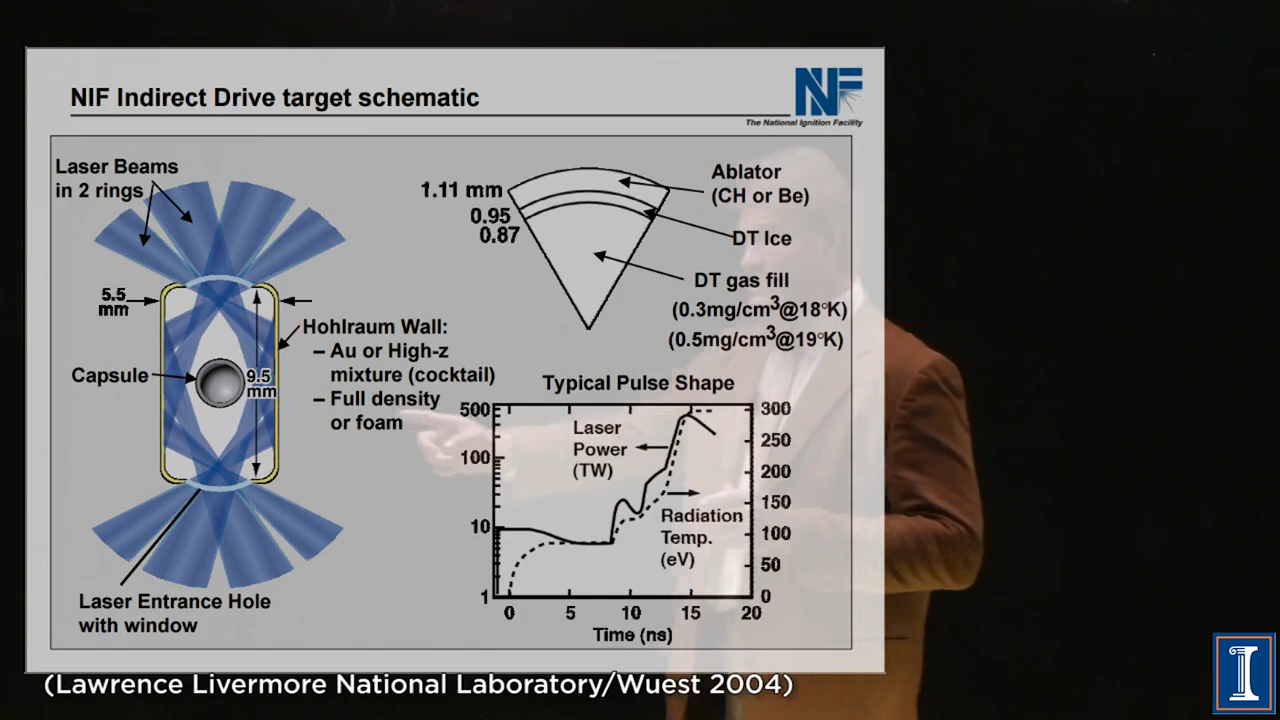 NIF Indirect Drive target schematic
NIF
The National Ignition Facility
Laser Beams
in 2 rings
5.5
mm
Capsule
9.5
mm
Hohlraum Wall:
– Au or High-z
mixture (cocktail)
– Full density
or foam
Laser Entrance Hole
with window
1.11 mm
0.95
0.87
Ablator
(CH or Be)
DT Ice
DT gas fill
(0.3mg/cm³@18°K)
(0.5mg/cm³@19°K)
Typical Pulse Shape
500
100
10
1
Laser
Power
(TW)
Radiation
Temp.
(eV)
300
250
200
150
100
50
0
0 5 10 15 20
Time (ns)
(Lawrence Livermore National Laboratory/Wuest 2004)
I